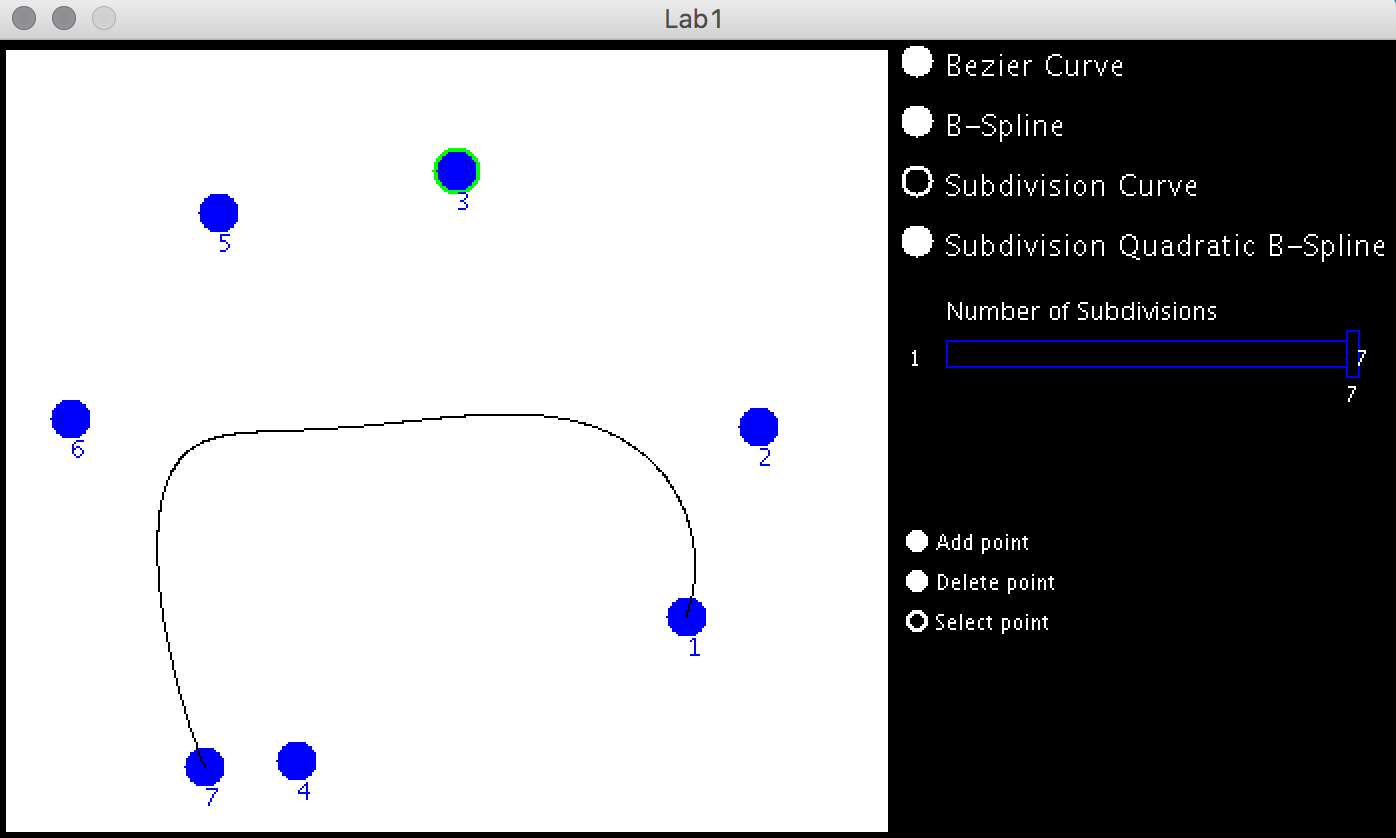 Lab1
Bezier Curve
B-Spline
Subdivision Curve
Subdivision Quadratic B-Spline
Number of Subdivisions
1 7
7
Add point
Delete point
Select point
3
5
6
2
1
7
4